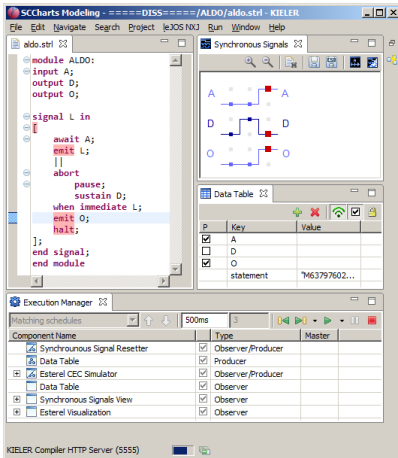 SCCharts Modeling - =====DISS=====/ALDO/aldo.strl - KIELER
File Edit Navigate Search Project leJOS NXJ Run Window Help
aldo.strl
module ALDO:
input A;
output D;
output O;
signal L in
[
await A;
emit L;
||
abort
pause;
sustain D;
when immediate L;
emit O;
halt;
];
end signal;
end module
Synchronous Signals
A A
D D
O O
Data Table
P Key Value
A
D
O
statement "M63797602...
Execution Manager
Matching schedules 500ms 3
Component Name Type Master
Synchrounous Signal Resetter Observer/Producer
Data Table Producer
Esterel CEC Simulator Observer/Producer
Data Table Observer
Synchronous Signals View Observer
Esterel Visualization Observer
KIELER Compiler HTTP Server (5555)